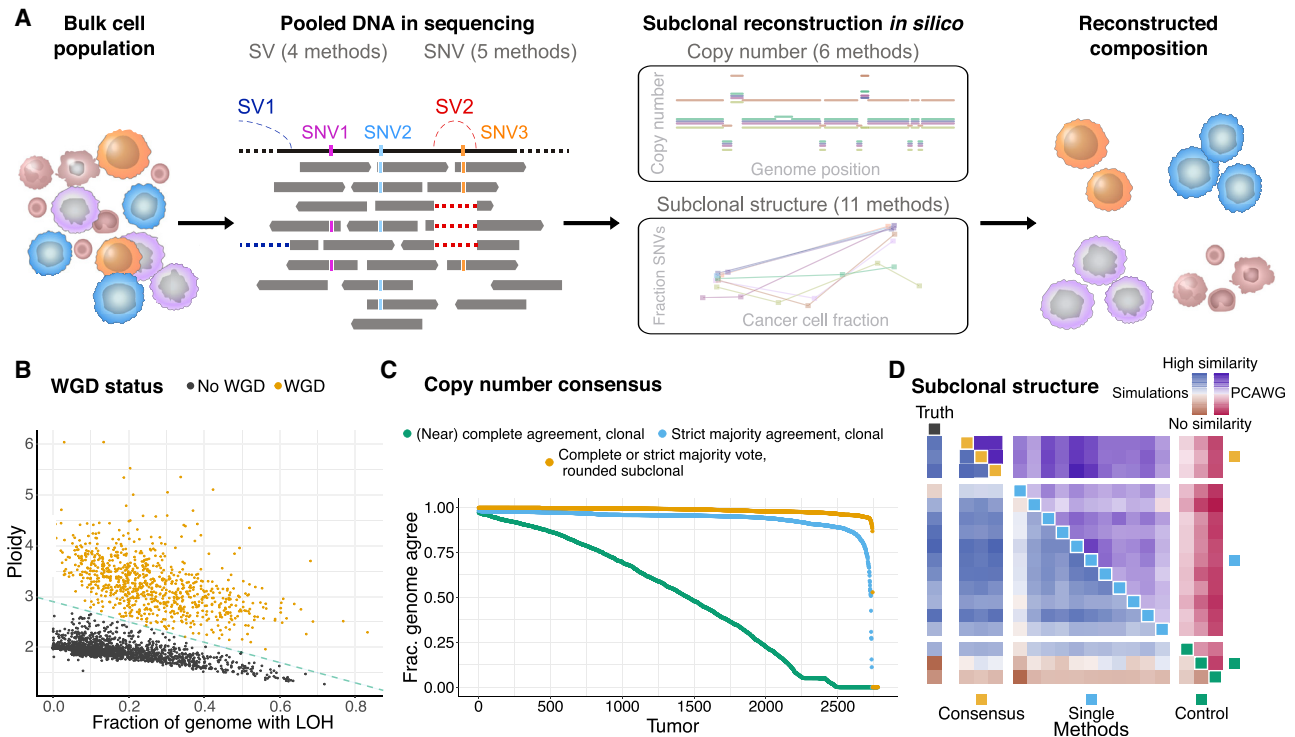 A
Bulk cell
population
Pooled DNA in sequencing
SV (4 methods)
SNV (5 methods)
Subclonal reconstruction in silico
Copy number (6 methods)
Reconstructed
composition
SV1
SV2
SNV1
SNV2
SNV3
Copy number
Genome position
Subclonal structure (11 methods)
Fraction SNVs
Cancer cell fraction
B
WGD status
No WGD
WGD
Ploidy
6
5
4
3
2
0.0
0.2
0.4
0.6
0.8
Fraction of genome with LOH
C
Copy number consensus
(Near) complete agreement, clonal
Strict majority agreement, clonal
Complete or strict majority vote,
rounded subclonal
Frac. genome agree
1.00
0.75
0.50
0.25
0.00
0
500
1000
1500
2000
2500
Tumor
D
Subclonal structure
High similarity
Simulations
PCAWG
No similarity
Truth
Consensus
Single
Control
Methods